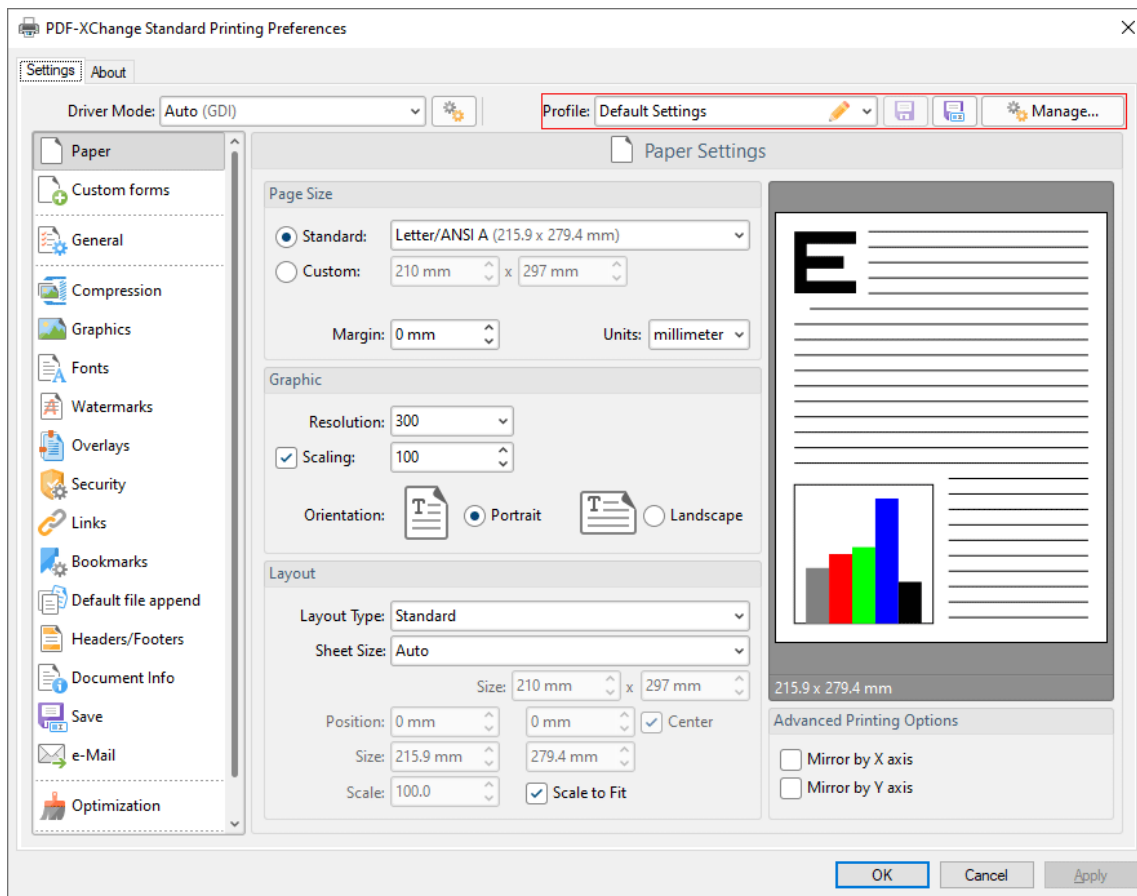 PDF-XChange Standard Printing Preferences
Settings About
Driver Mode: Auto (GDI) Profile: Default Settings Manage...
Paper
Custom forms
General
Compression
Graphics
Fonts
Watermarks
Overlays
Security
Links
Bookmarks
Default file append
Headers/Footers
Document Info
Save
e-Mail
Optimization
Paper Settings
Page Size
Standard: Letter/ANSI A (215.9 x 279.4 mm)
Custom: 210 mm x 297 mm
Margin: 0 mm Units: millimeter
Graphic
Resolution: 300
Scaling: 100
Orientation: T Portrait T Landscape
Layout
Layout Type: Standard
Sheet Size: Auto
Size: 210 mm x 297 mm
Position: 0 mm 0 mm Center
Size: 215.9 mm 279.4 mm
Scale: 100.0 Scale to Fit
E
215.9 x 279.4 mm
Advanced Printing Options
Mirror by X axis
Mirror by Y axis
OK Cancel Apply